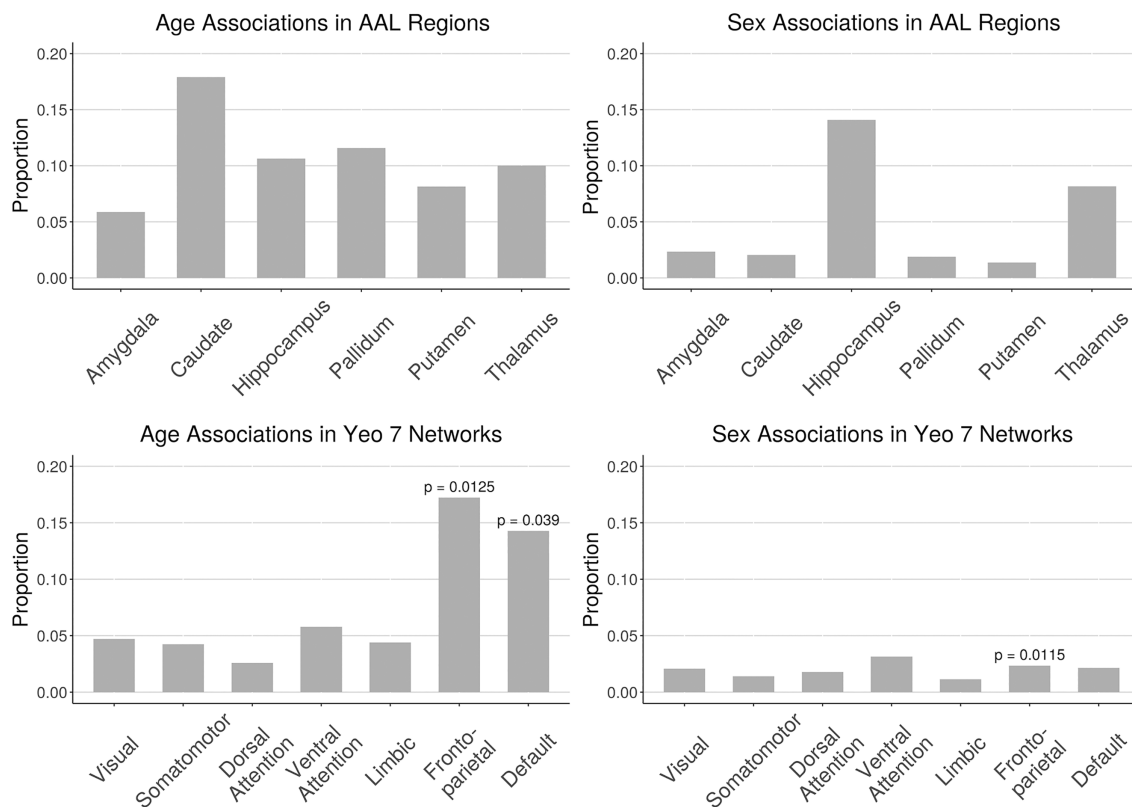 Age Associations in AAL Regions
Proportion
0.20
0.15
0.10
0.05
0.00
Amygdala
Caudate
Hippocampus
Pallidum
Putamen
Thalamus
Sex Associations in AAL Regions
Proportion
0.20
0.15
0.10
0.05
0.00
Amygdala
Caudate
Hippocampus
Pallidum
Putamen
Thalamus
Age Associations in Yeo 7 Networks
Proportion
0.20
0.15
0.10
0.05
0.00
p = 0.0125
p = 0.039
Visual
Somatomotor
Dorsal
Attention
Ventral
Attention
Limbic
Fronto-
parietal
Default
Sex Associations in Yeo 7 Networks
Proportion
0.20
0.15
0.10
0.05
0.00
p = 0.0115
Visual
Somatomotor
Dorsal
Attention
Ventral
Attention
Limbic
Fronto-
parietal
Default